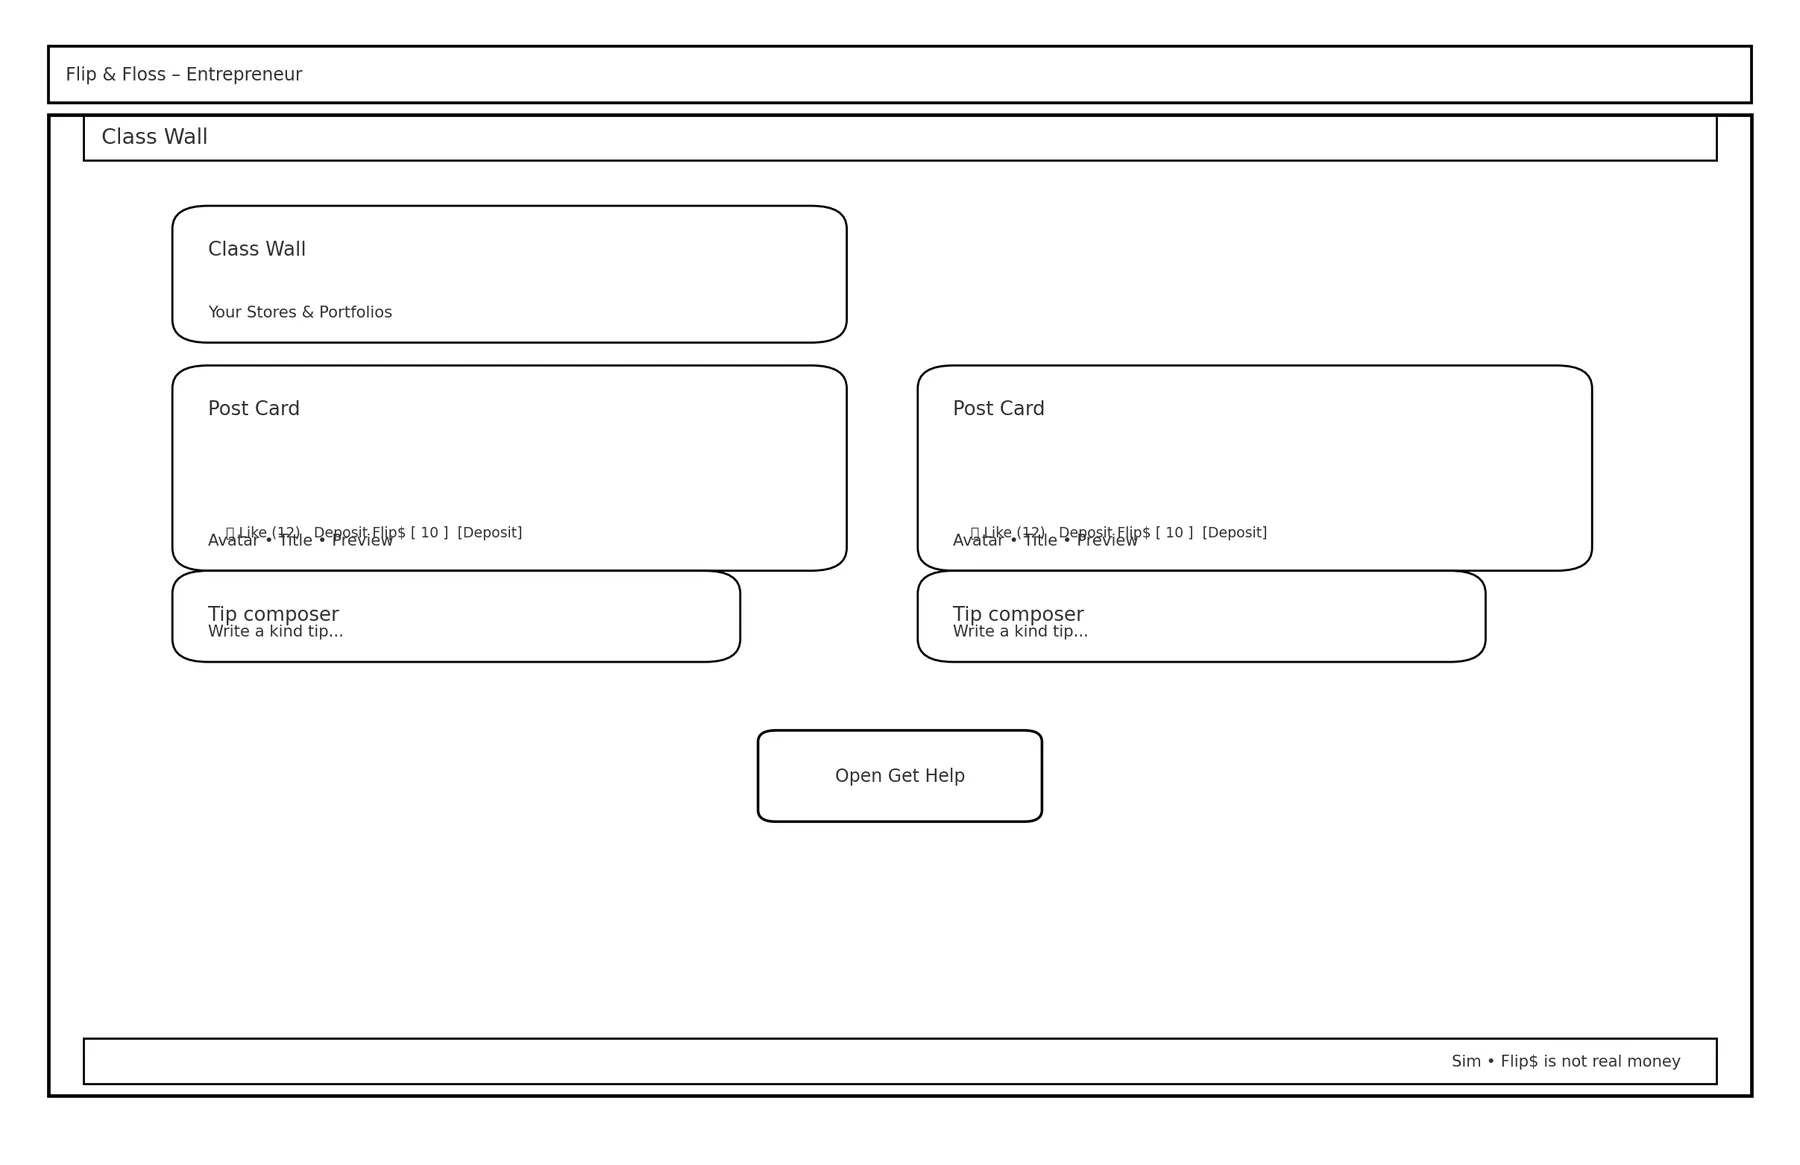 Flip & Floss – Entrepreneur
Class Wall
Class Wall
Your Stores & Portfolios
Post Card
Like (12)   Deposit Flip$ [ 10 ]  [Deposit]
Avatar • Title • Preview
Post Card
Like (12)   Deposit Flip$ [ 10 ]  [Deposit]
Avatar • Title • Preview
Tip composer
Write a kind tip...
Tip composer
Write a kind tip...
Open Get Help
Sim • Flip$ is not real money